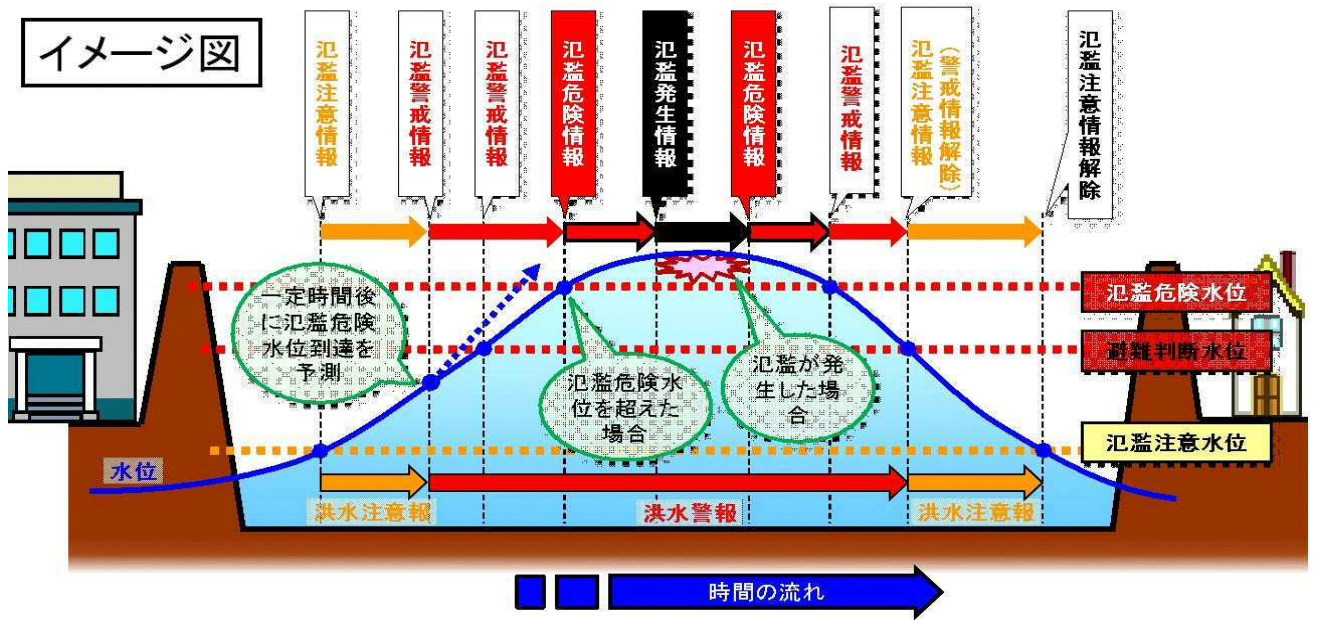 イメージ図
氾濫注意情報
氾濫警戒情報
氾濫警戒情報
氾濫危険情報
氾濫発生情報
氾濫危険情報
氾濫警戒情報
氾濫注意情報
(警戒情報解除)
氾濫注意情報解除
一定時間後
に氾濫危険
水位到達を
予測
氾濫危険水
位を超えた
場合
氾濫が発
生した場
合
氾濫危険水位
避難判断水位
氾濫注意水位
水位
洪水注意報
洪水警報
洪水注意報
時間の流れ